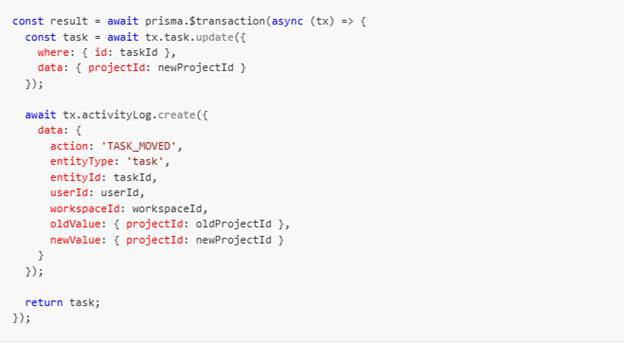 const result = await prisma.$transaction(async (tx) => {
  const task = await tx.task.update({
    where: { id: taskId },
    data: { projectId: newProjectId }
  });

  await tx.activityLog.create({
    data: {
      action: 'TASK_MOVED',
      entityType: 'task',
      entityId: taskId,
      userId: userId,
      workspaceId: workspaceId,
      oldValue: { projectId: oldProjectId },
      newValue: { projectId: newProjectId }
    }
  });

  return task;
});